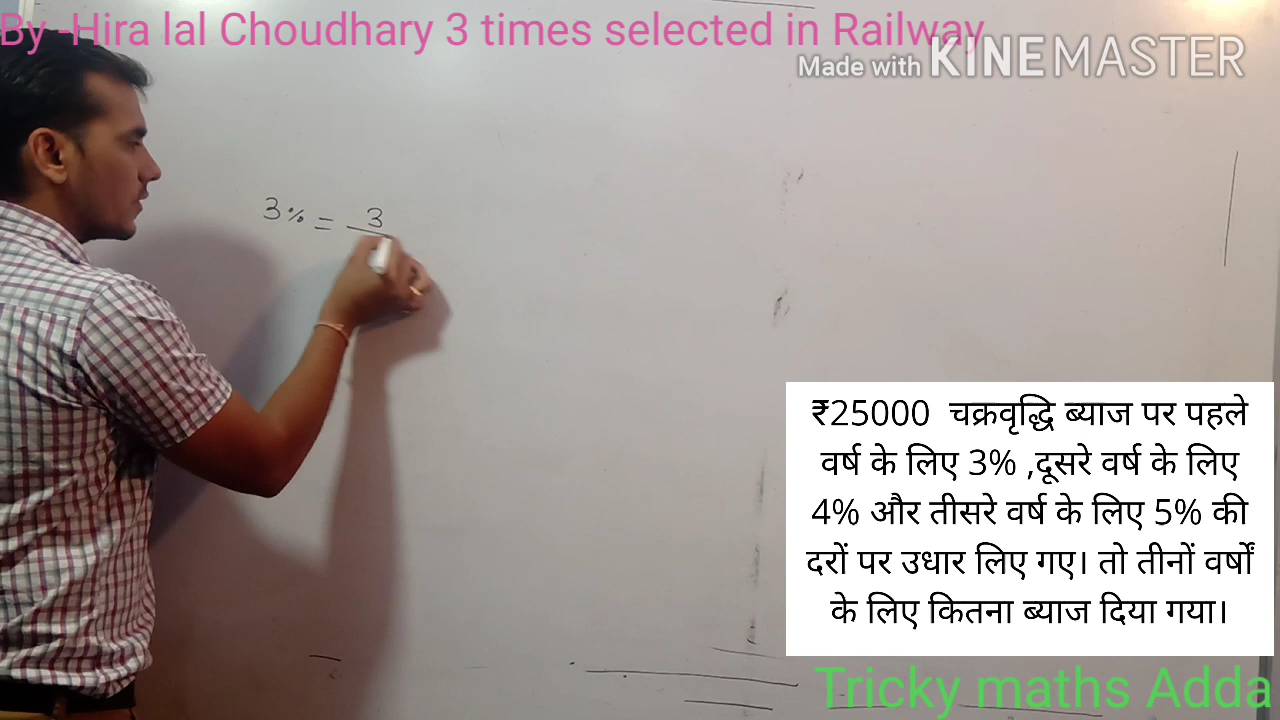 By -Hira lal Choudhary 3 times selected in Railway
Made with KINEMASTER
3% = 3
₹25000 चक्रवृद्धि ब्याज पर पहले
वर्ष के लिए 3% ,दूसरे वर्ष के लिए
4% और तीसरे वर्ष के लिए 5% की
दरों पर उधार लिए गए। तो तीनों वर्षों
के लिए कितना ब्याज दिया गया।
Tricky maths Adda